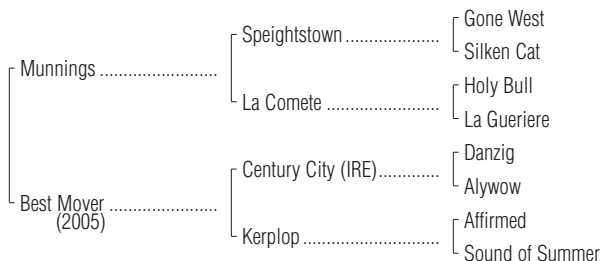 Gone West
Speightstown
Silken Cat
Munnings
Holy Bull
La Comete
La Gueriere
Danzig
Century City (IRE)
Alywow
Best Mover
(2005)
Affirmed
Kerplop
Sound of Summer